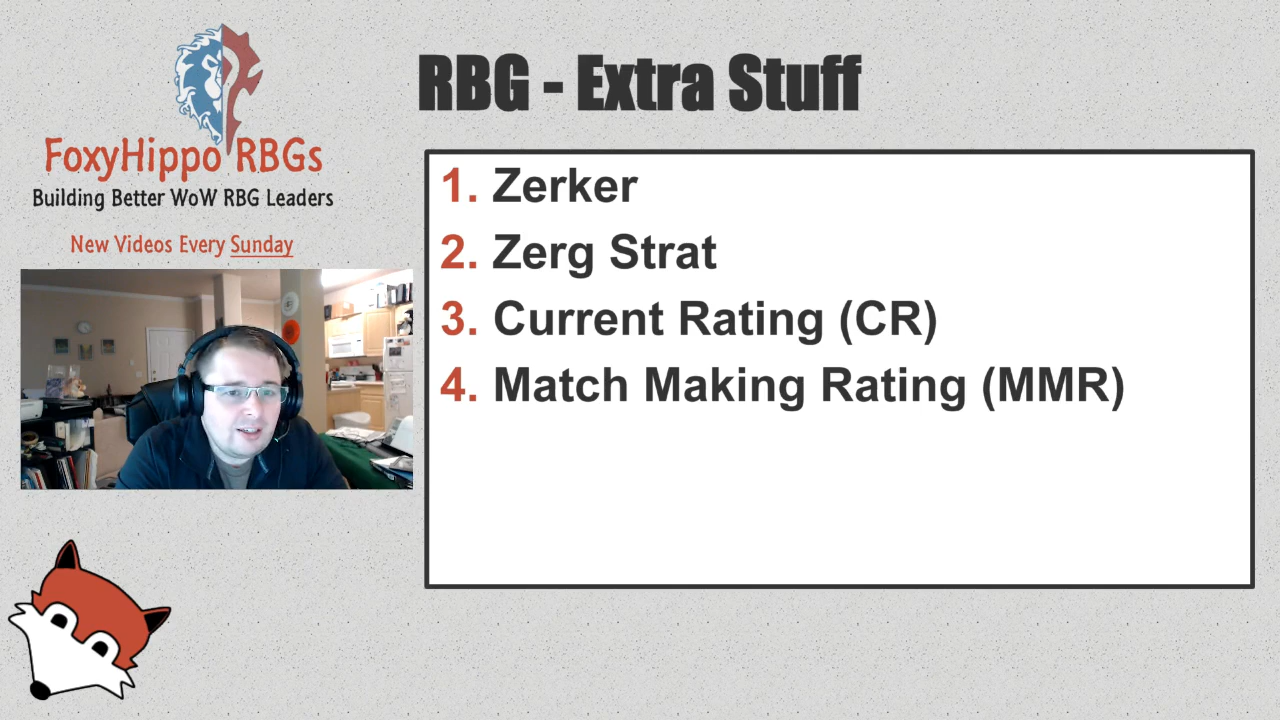 RBG - Extra Stuff
FoxyHippo RBGs
Building Better WoW RBG Leaders
New Videos Every Sunday
1. Zerker
2. Zerg Strat
3. Current Rating (CR)
4. Match Making Rating (MMR)